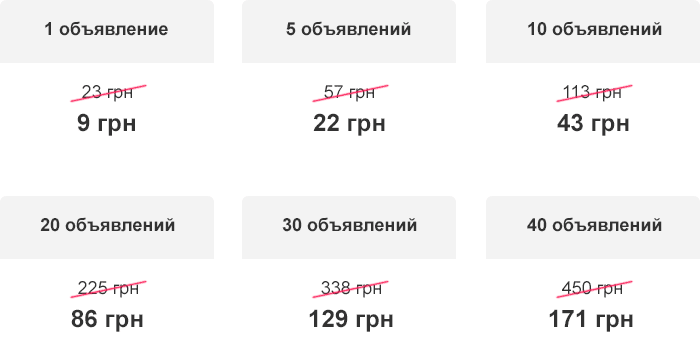 1 объявление
5 объявлений
10 объявлений
23 грн
57 грн
113 грн
9 грн
22 грн
43 грн
20 объявлений
30 объявлений
40 объявлений
225 грн
338 грн
450 грн
86 грн
129 грн
171 грн